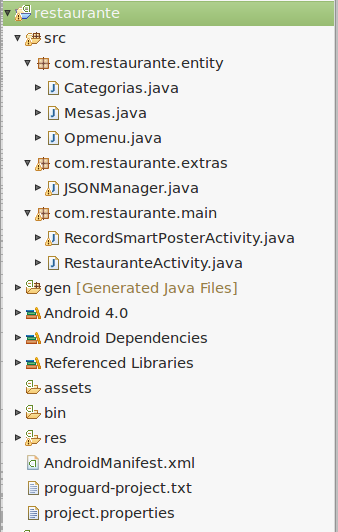 restaurante
src
com.restaurante.entity
Categorias.java
Mesas.java
Opmenu.java
com.restaurante.extras
JSONManager.java
com.restaurante.main
RecordSmartPosterActivity.java
RestauranteActivity.java
gen [Generated Java Files]
Android 4.0
Android Dependencies
Referenced Libraries
assets
bin
res
AndroidManifest.xml
proguard-project.txt
project.properties